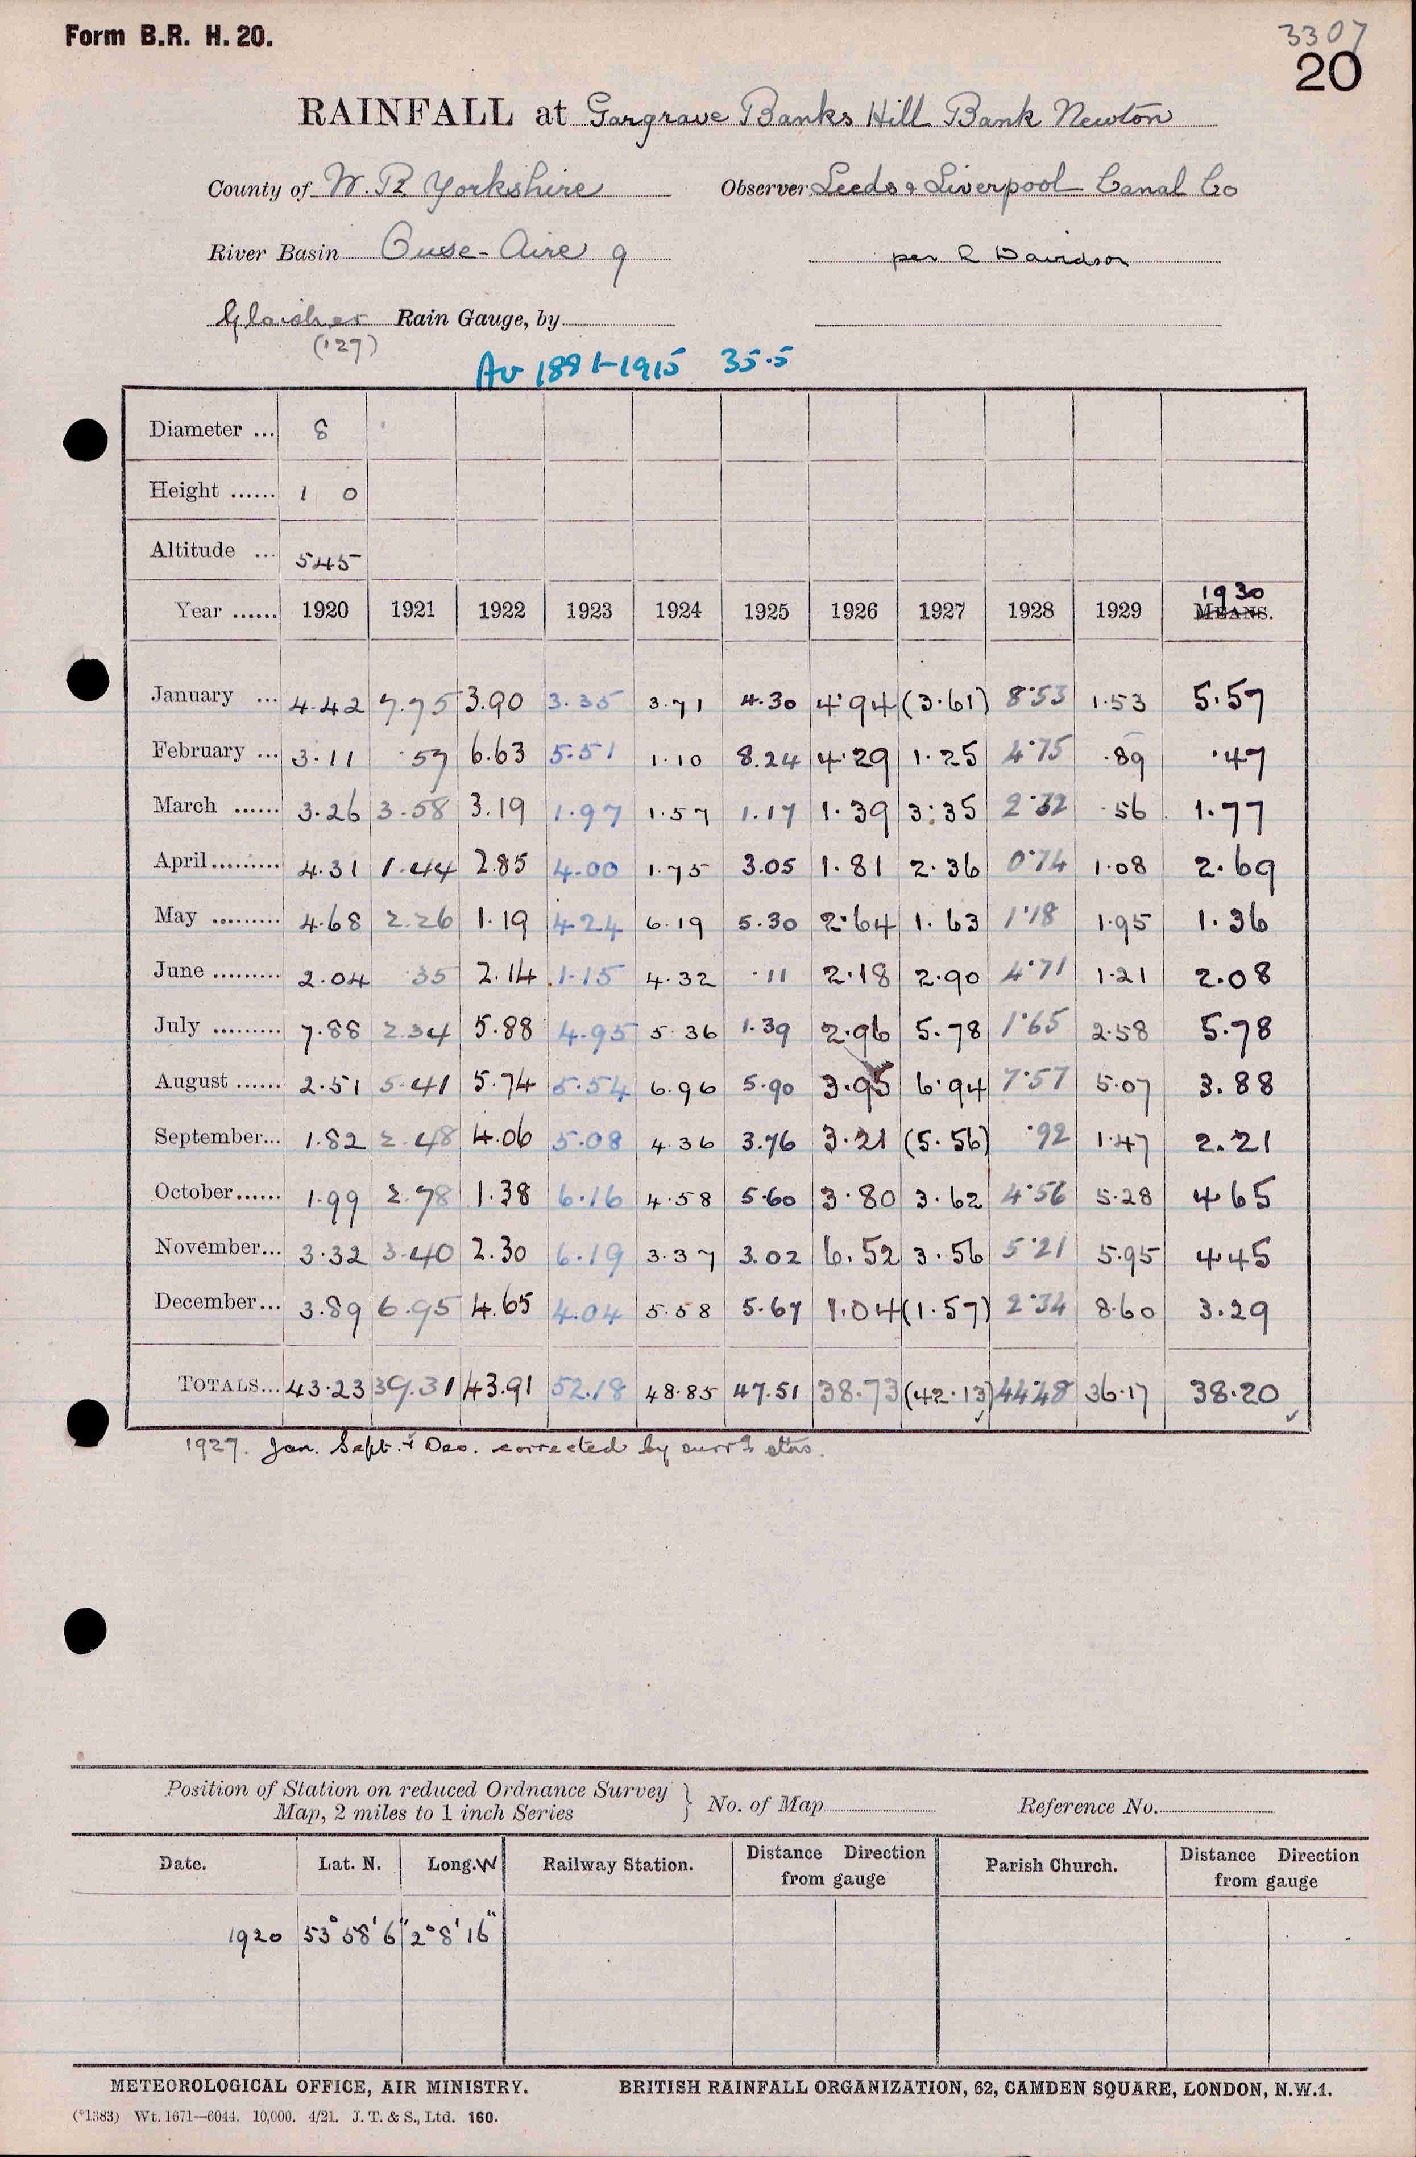 Form B.R. H. 20.
3307
20
RAINFALL at Gargrave Banks Hill Bank Newton
County of W. R Yorkshire Observer Leeds & Liverpool Canal Co
River Basin Ouse-Aire 9 per R Davidson
Glaisher Rain Gauge, by
(127)
Av 1881-1915 35.5
Diameter ... 8
Height ...... 1 0
Altitude ... 545
1930
Year ...... 1920 1921 1922 1923 1924 1925 1926 1927 1928 1929 MEANS.
January ... 4.42 7.75 3.90 3.35 3.71 4.30 4.94 (3.61) 8.53 1.53 5.57
February ... 3.11 .57 6.63 5.51 1.10 8.24 4.29 1.25 4.75 .89 .47
March ...... 3.26 3.58 3.19 1.97 1.57 1.17 1.39 3.35 2.32 .56 1.77
April......... 4.31 1.44 2.85 4.00 1.75 3.05 1.81 2.36 0.74 1.08 2.69
May ......... 4.68 2.26 1.19 4.24 6.19 5.30 2.64 1.63 1.18 1.95 1.36
June ......... 2.04 .35 2.14 1.15 4.32 .11 2.18 2.90 4.71 1.21 2.08
July ......... 7.88 2.34 5.88 4.95 5.36 1.39 2.96 5.78 1.65 2.58 5.78
August ...... 2.51 5.41 5.74 5.54 6.96 5.90 3.95 6.94 7.57 5.07 3.88
September... 1.82 2.48 4.06 5.08 4.36 3.76 3.21 (5.56) .92 1.47 2.21
October...... 1.99 2.78 1.38 6.16 4.58 5.60 3.80 3.62 4.56 5.28 4.65
November... 3.32 3.40 2.30 6.19 3.37 3.02 6.52 3.56 5.21 5.95 4.45
December... 3.89 6.95 4.65 4.04 5.58 5.67 1.04 (1.57) 2.34 8.60 3.29
TOTALS... 43.23 39.31 43.91 52.18 48.85 47.51 38.73 (42.13) 44.48 36.17 38.20
1927. Jan. Sept. & Dec. corrected by surrg stns.
Position of Station on reduced Ordnance Survey
Map, 2 miles to 1 inch Series } No. of Map Reference No.
Date. Lat. N. Long. W Railway Station. Distance Direction from gauge Parish Church. Distance Direction from gauge
1920 53° 58' 6" 2° 8' 16"
METEOROLOGICAL OFFICE, AIR MINISTRY. BRITISH RAINFALL ORGANIZATION, 62, CAMDEN SQUARE, LONDON, N.W.1.
(*1383) Wt. 1671—6044. 10,000. 4/21. J. T. & S., Ltd. 160.